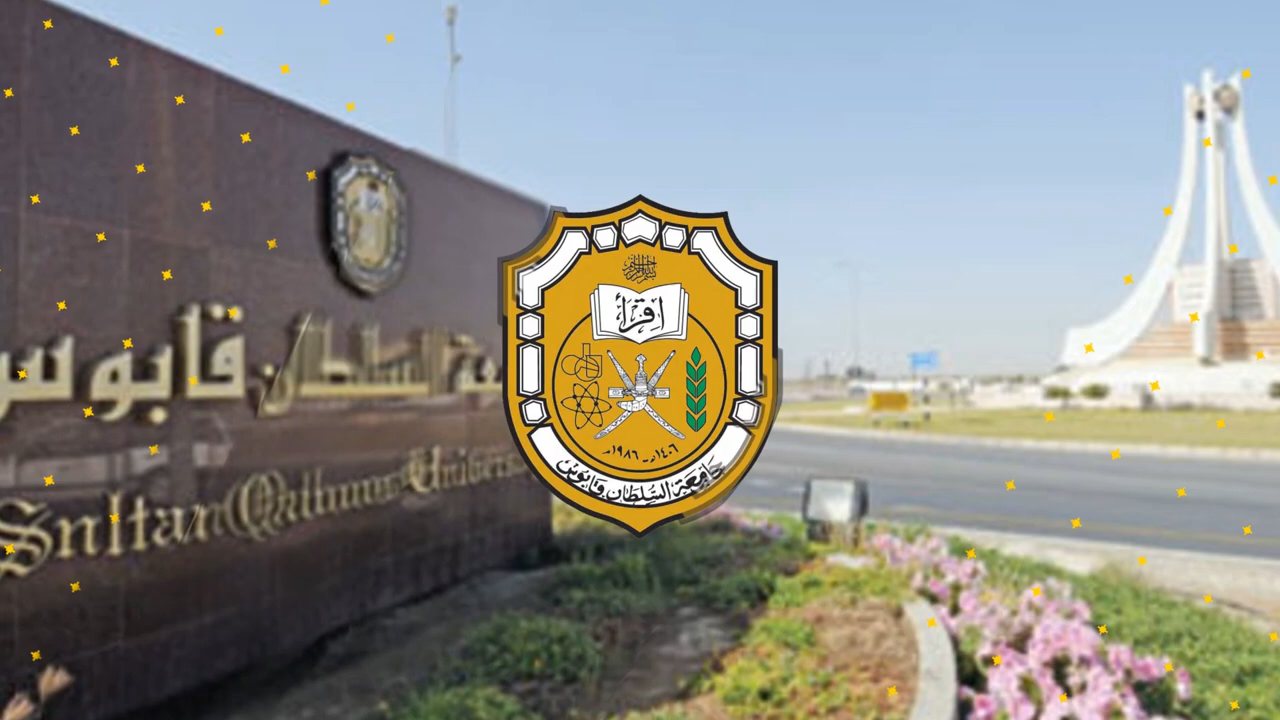 جامعة السلطان قابوس
Sultan Qaboos University
اقرأ
١٤٠٦هـ - ١٩٨٦م
جامعة السلطان قابوس